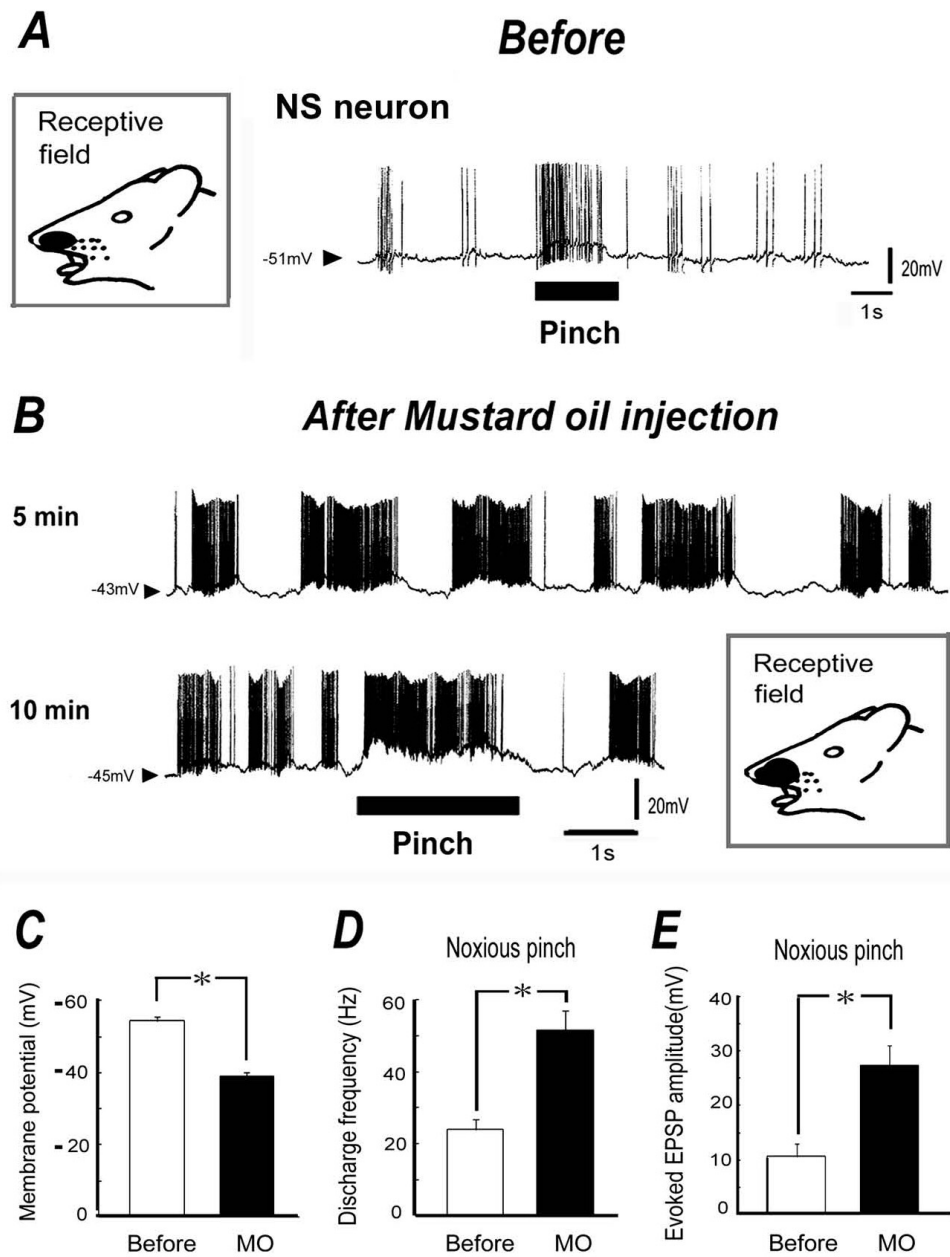 A
Before
Receptive
field
NS neuron
-51mV
20mV
1s
Pinch
B
After Mustard oil injection
5 min
-43mV
10 min
-45mV
20mV
Pinch
1s
Receptive
field
C
Membrane potential (mV)
-60
-40
-20
0
*
Before MO
D
Noxious pinch
Discharge frequency (Hz)
60
40
20
0
*
Before MO
E
Noxious pinch
Evoked EPSP amplitude(mV)
40
30
20
10
0
*
Before MO